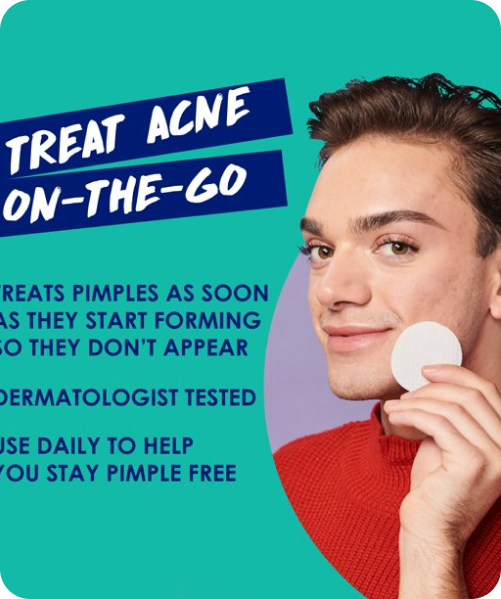 TREAT ACNE
ON-THE-GO
TREATS PIMPLES AS SOON
AS THEY START FORMING
SO THEY DON'T APPEAR
DERMATOLOGIST TESTED
USE DAILY TO HELP
YOU STAY PIMPLE FREE